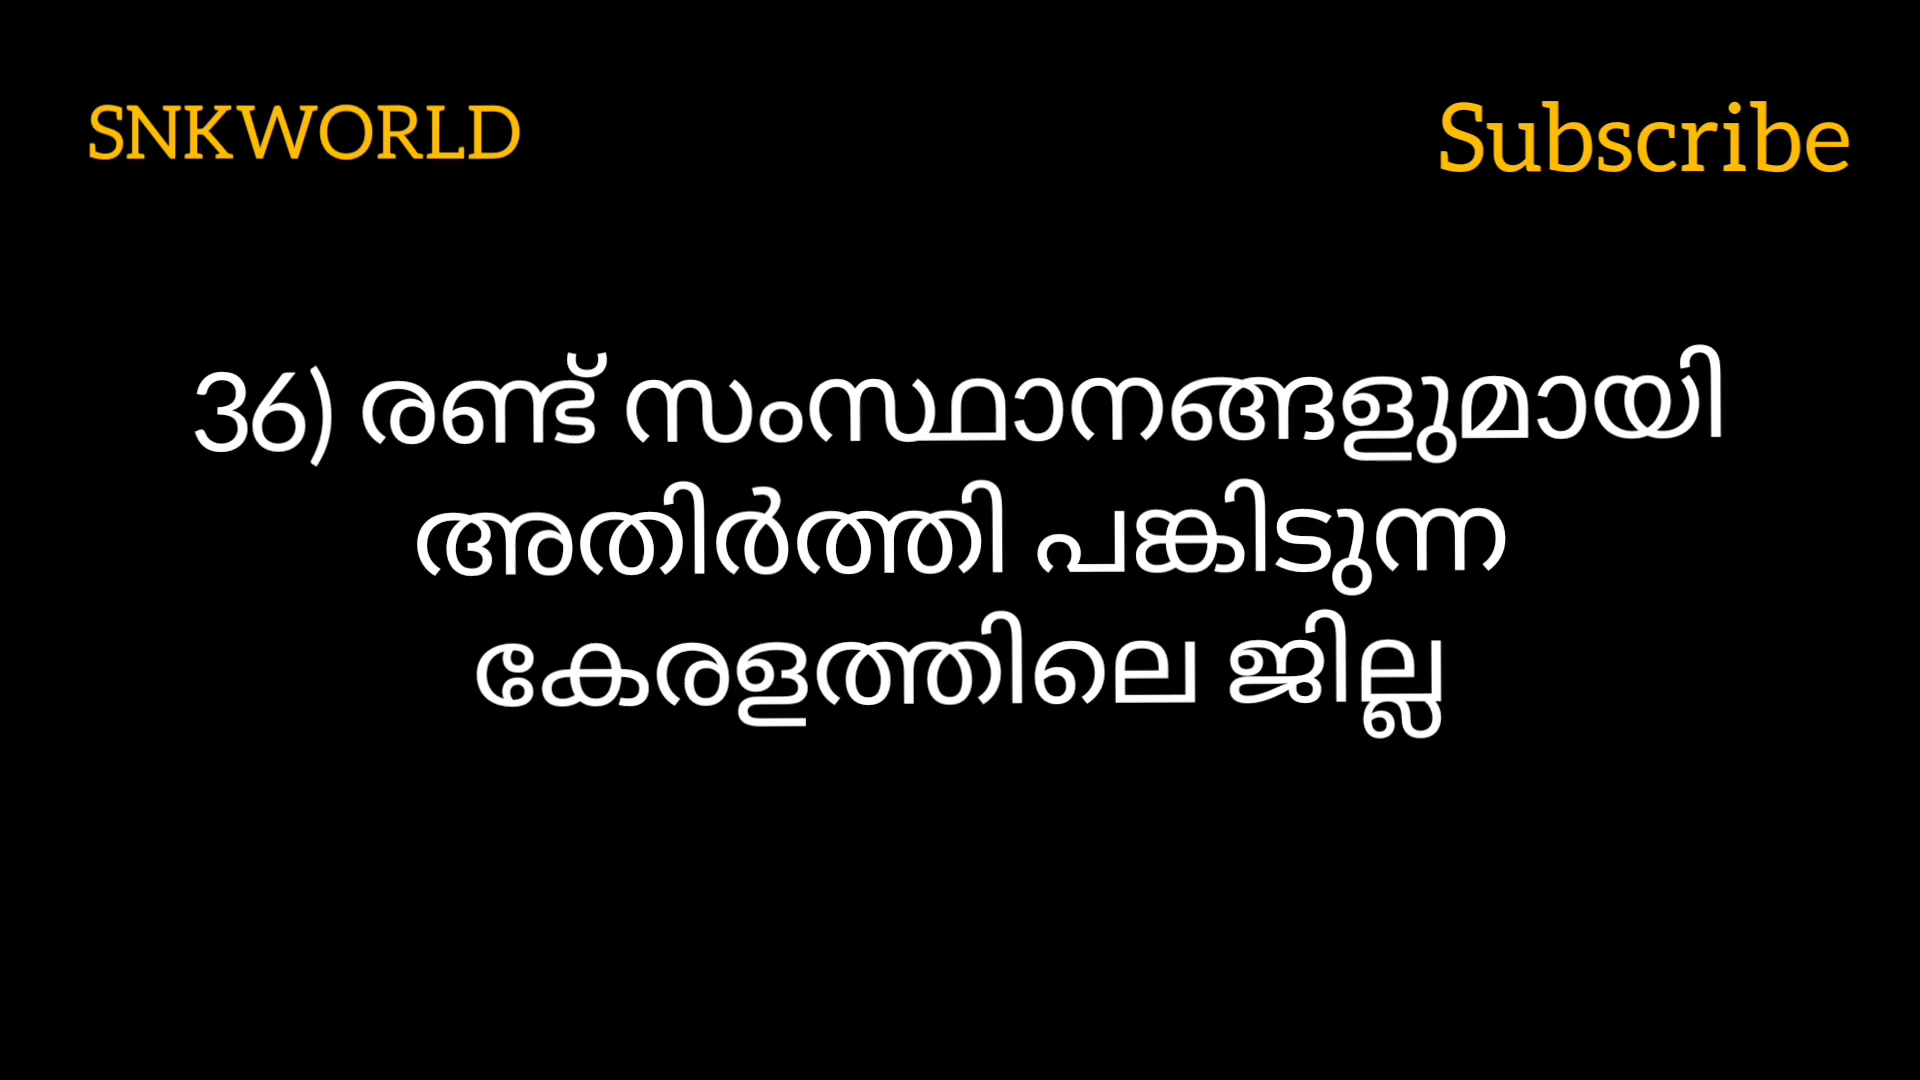 SNKWORLD
Subscribe
36) രണ്ട് സംസ്ഥാനങ്ങളുമായി
അതിർത്തി പങ്കിടുന്ന
കേരളത്തിലെ ജില്ല